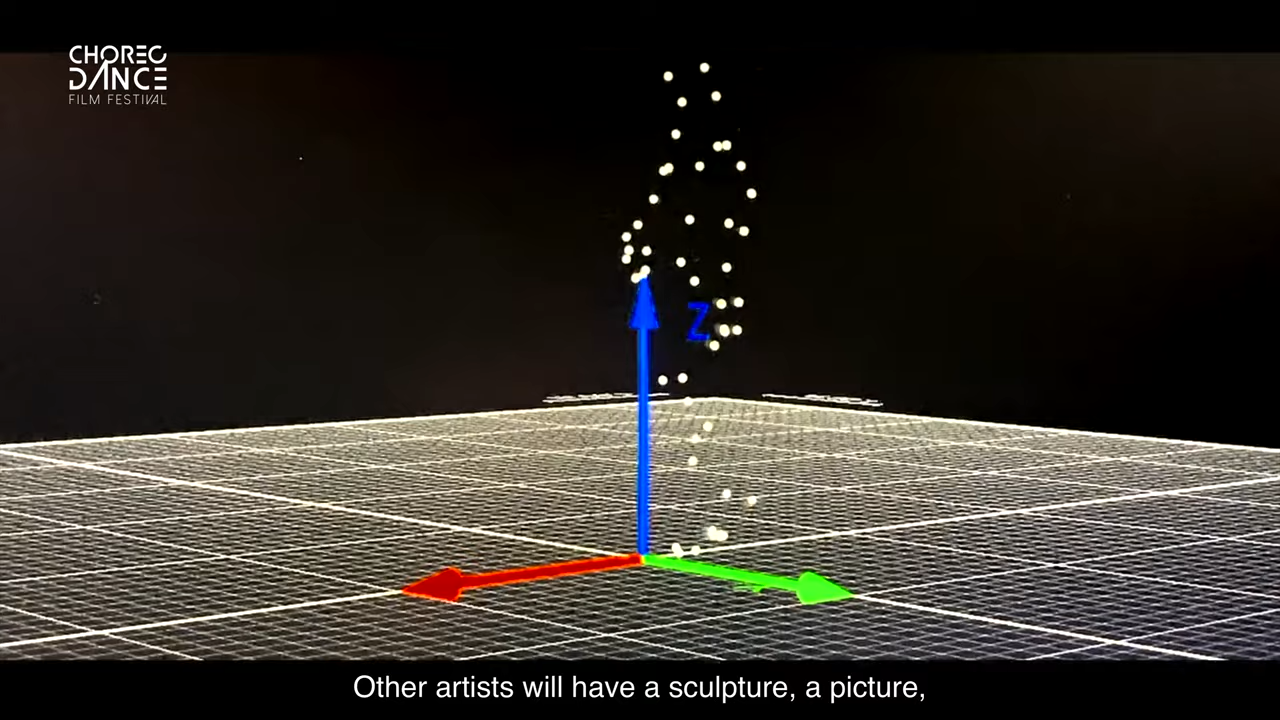 CHOREO
DANCE
FILM FESTIVAL
Z
Other artists will have a sculpture, a picture,